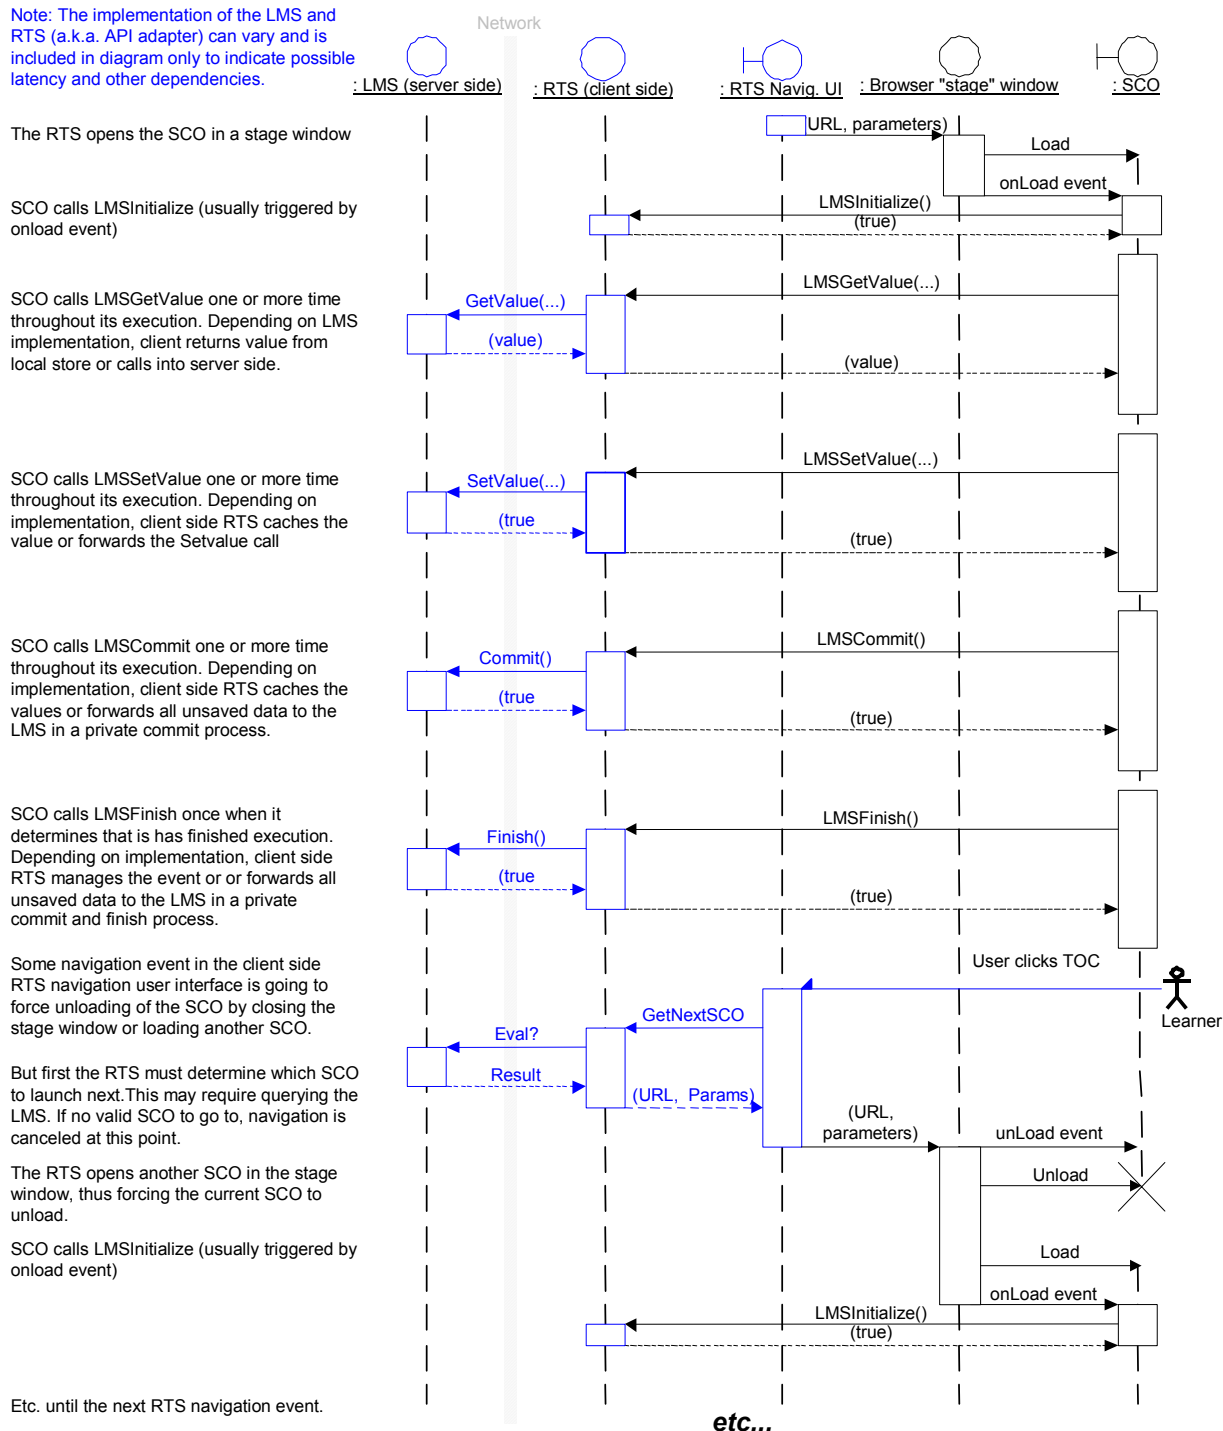 Note: The implementation of the LMS and
RTS (a.k.a. API adapter) can vary and is
included in diagram only to indicate possible
latency and other dependencies.
Network
: LMS (server side)
: RTS (client side)
: RTS Navig. UI
: Browser "stage" window
: SCO
The RTS opens the SCO in a stage window
URL, parameters)
Load
onLoad event
SCO calls LMSInitialize (usually triggered by
onload event)
LMSInitialize()
(true)
SCO calls LMSGetValue one or more time
throughout its execution. Depending on LMS
implementation, client returns value from
local store or calls into server side.
LMSGetValue(...)
GetValue(...)
(value)
(value)
SCO calls LMSSetValue one or more time
throughout its execution. Depending on
implementation, client side RTS caches the
value or forwards the Setvalue call
LMSSetValue(...)
SetValue(...)
(true
(true)
SCO calls LMSCommit one or more time
throughout its execution. Depending on
implementation, client side RTS caches the
values or forwards all unsaved data to the
LMS in a private commit process.
LMSCommit()
Commit()
(true
(true)
SCO calls LMSFinish once when it
determines that is has finished execution.
Depending on implementation, client side
RTS manages the event or or forwards all
unsaved data to the LMS in a private
commit and finish process.
LMSFinish()
Finish()
(true
(true)
Some navigation event in the client side
RTS navigation user interface is going to
force unloading of the SCO by closing the
stage window or loading another SCO.
User clicks TOC
Learner
GetNextSCO
Eval?
Result
(URL, Params)
But first the RTS must determine which SCO
to launch next.This may require querying the
LMS. If no valid SCO to go to, navigation is
canceled at this point.
(URL,
parameters)
unLoad event
The RTS opens another SCO in the stage
window, thus forcing the current SCO to
unload.
Unload
SCO calls LMSInitialize (usually triggered by
onload event)
Load
onLoad event
LMSInitialize()
(true)
Etc. until the next RTS navigation event.
etc...